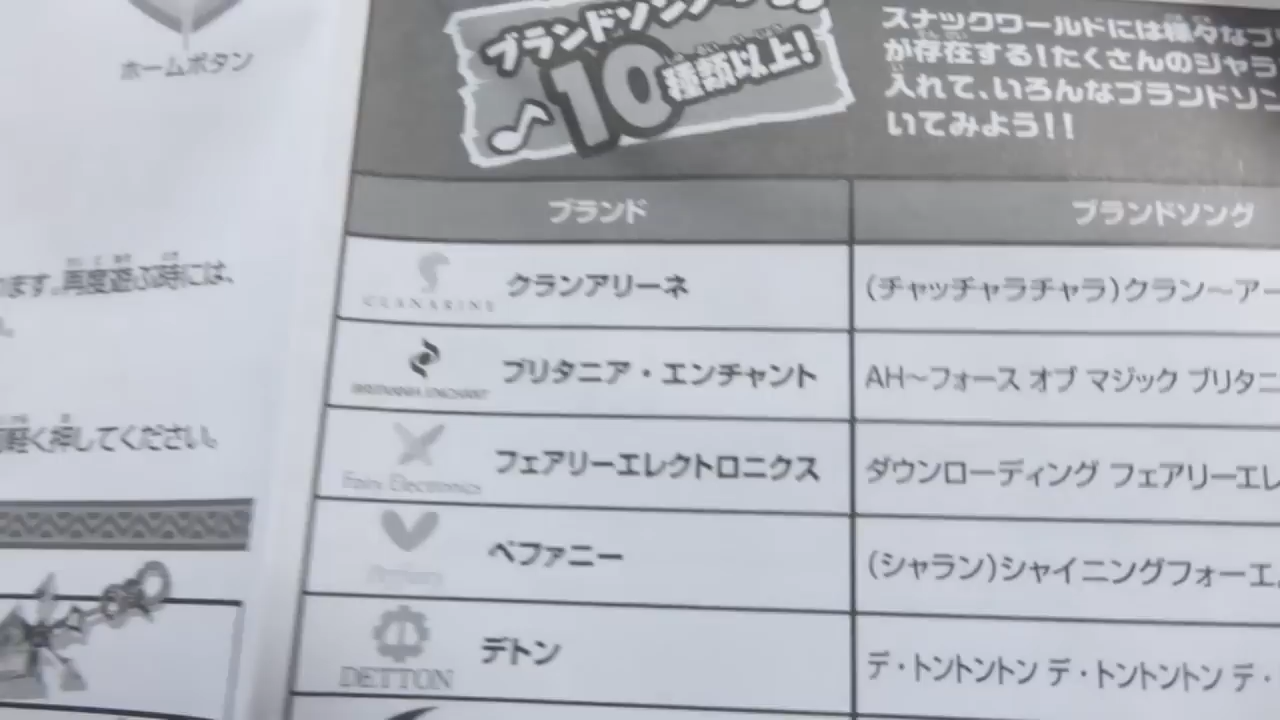 ホームボタン
ます。再度遊ぶ時には、
軽く押してください。
ブランドソング
10種類以上!
スナックワールドには様々なブ
が存在する!たくさんのジャラ
入れて、いろんなブランドソン
いてみよう!!
ブランド
ブランドソング
CLANARINE
クランアリーネ
(チャッチャラチャラ)クラン〜アー
BRITANNIA ENCHANT
ブリタニア・エンチャント
AH〜フォース オブ マジック ブリタニ
Fairy Electronics
フェアリーエレクトロニクス
ダウンローディング フェアリーエレ
ベファニー
(シャラン)シャイニングフォーエ
DETTON
デトン
デ・トントントン デ・トントントン デ・